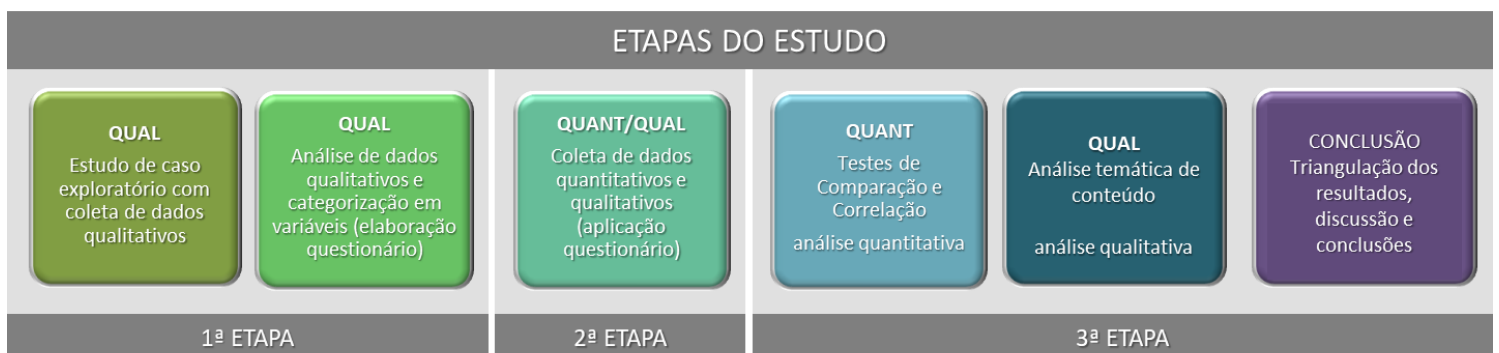 ETAPAS DO ESTUDO
QUAL
Estudo de caso
exploratório com
coleta de dados
qualitativos
QUAL
Análise de dados
qualitativos e
categorização em
variáveis (elaboração
questionário)
QUANT/QUAL
Coleta de dados
quantitativos e
qualitativos
(aplicação
questionário)
QUANT
Testes de
Comparação e
Correlação
análise quantitativa
QUAL
Análise temática de
conteúdo
análise qualitativa
CONCLUSÃO
Triangulação dos
resultados,
discussão e
conclusões
1ª ETAPA
2ª ETAPA
3ª ETAPA